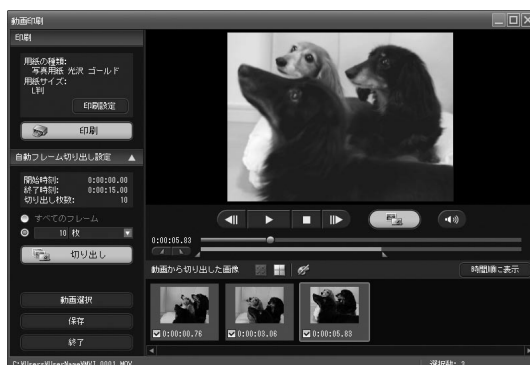 動画印刷
印刷
用紙の種類:
写真用紙 光沢 ゴールド
用紙サイズ:
L判
印刷設定
印刷
自動フレーム切り出し設定
開始時刻: 0:00:00.00
終了時刻: 0:00:15.00
切り出し枚数: 10
すべてのフレーム
10 枚
切り出し
動画選択
保存
終了
0:00:05.83
動画から切り出した画像
時間順に表示
0:00:00.76
0:00:03.06
0:00:05.83
C:¥Users¥UserName¥MVI_0001.MOV
選択数: 3